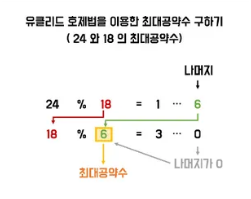 유클리드 호제법을 이용한 최대공약수 구하기
( 24 와 18 의 최대공약수)
나머지
24 % 18 = 1 ··· 6
18 % 6 = 3 ··· 0
나머지가 0
최대공약수